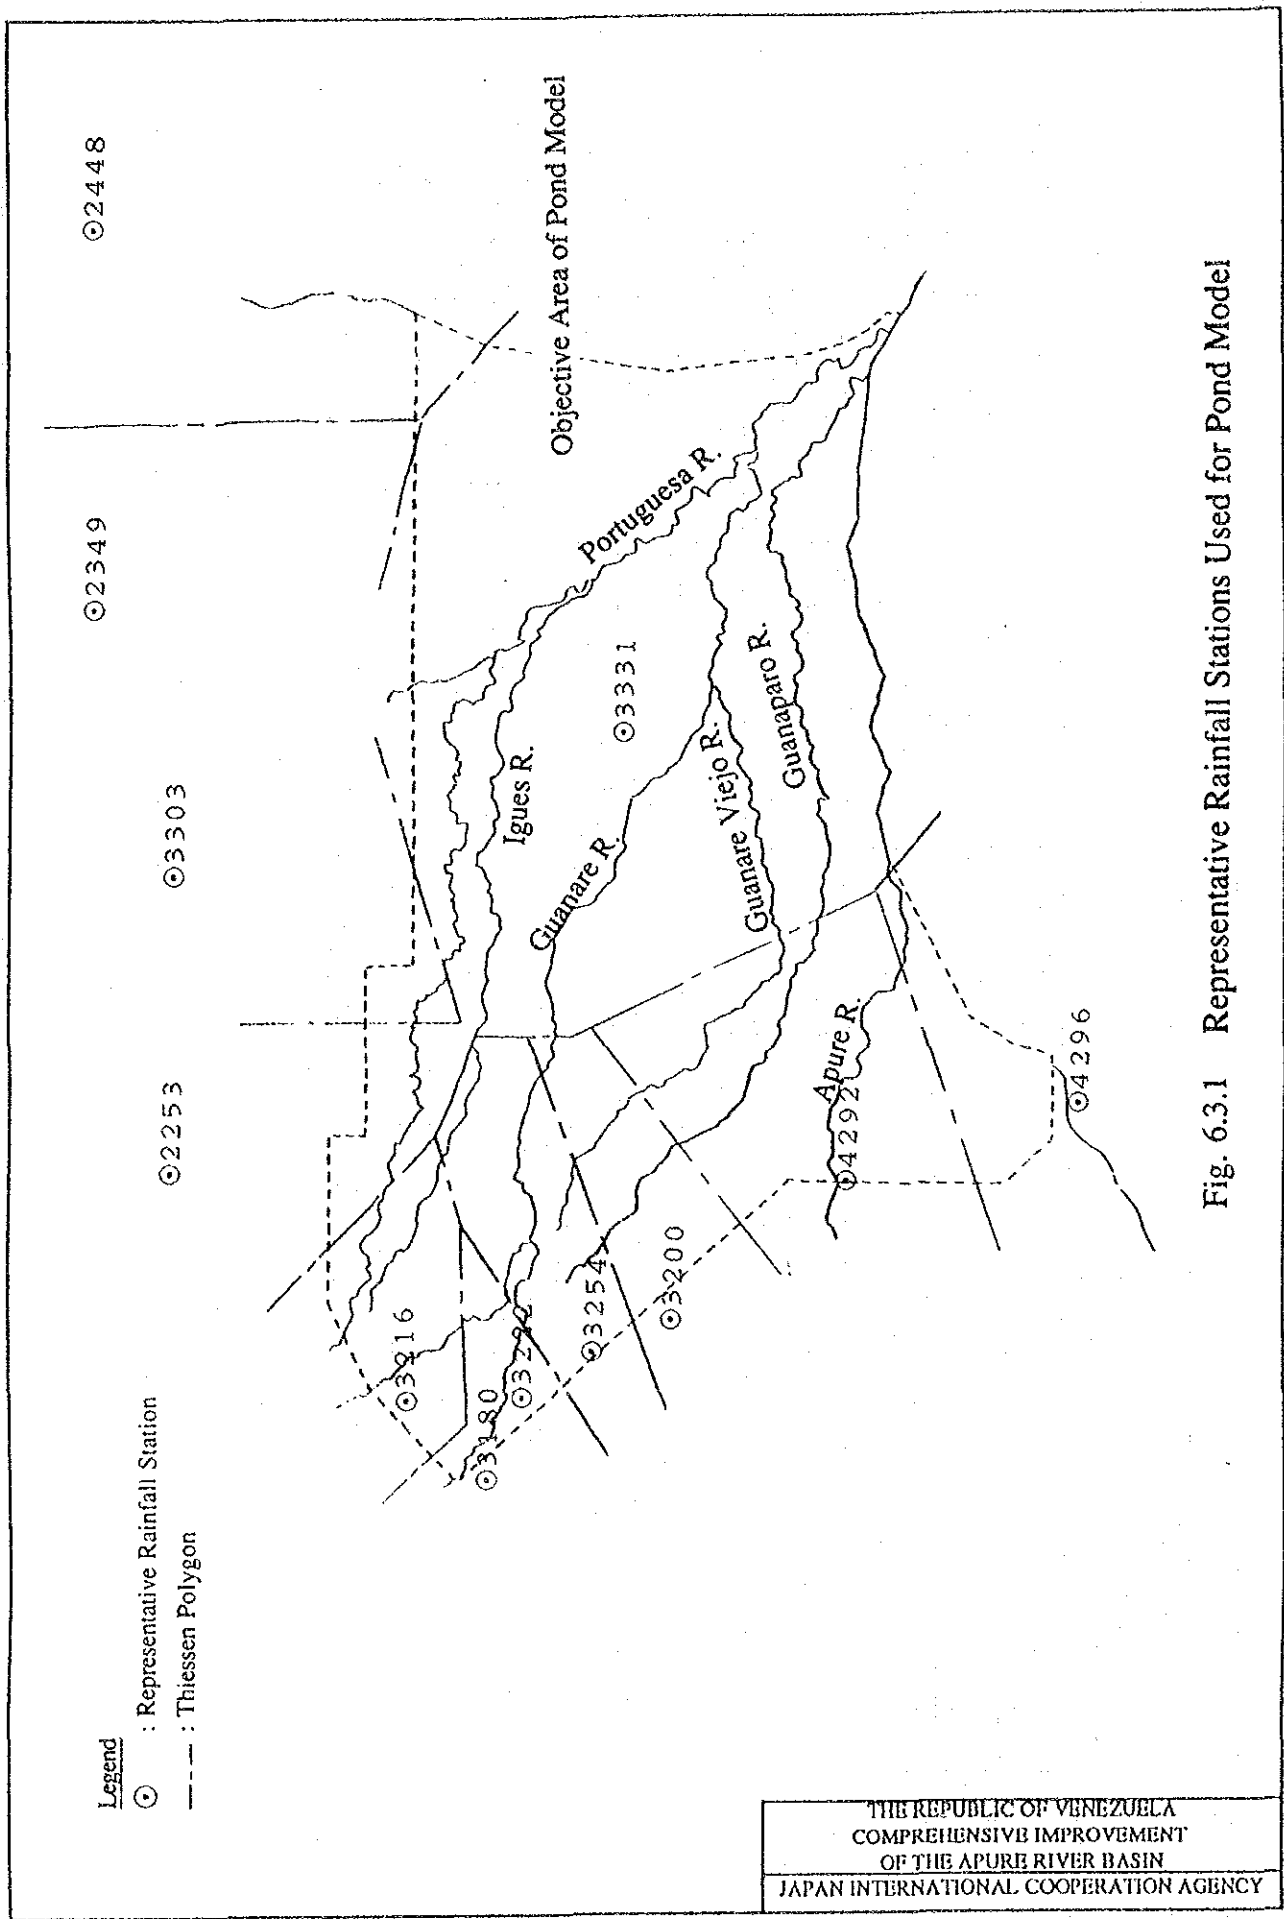 Legend
⊙ : Representative Rainfall Station
: Thiessen Polygon
⊙2448
⊙2349
⊙3303
⊙2253
Objective Area of Pond Model
Portuguesa R.
Igues R.
⊙3331
Guanare R.
Guanare Viejo R.
Guanaparo R.
Apure R.
⊙3216
⊙3180
⊙3222
⊙3254
⊙3200
⊙4292
⊙4296
Fig. 6.3.1 Representative Rainfall Stations Used for Pond Model
THE REPUBLIC OF VENEZUELA
COMPREHENSIVE IMPROVEMENT
OF THE APURE RIVER BASIN
JAPAN INTERNATIONAL COOPERATION AGENCY